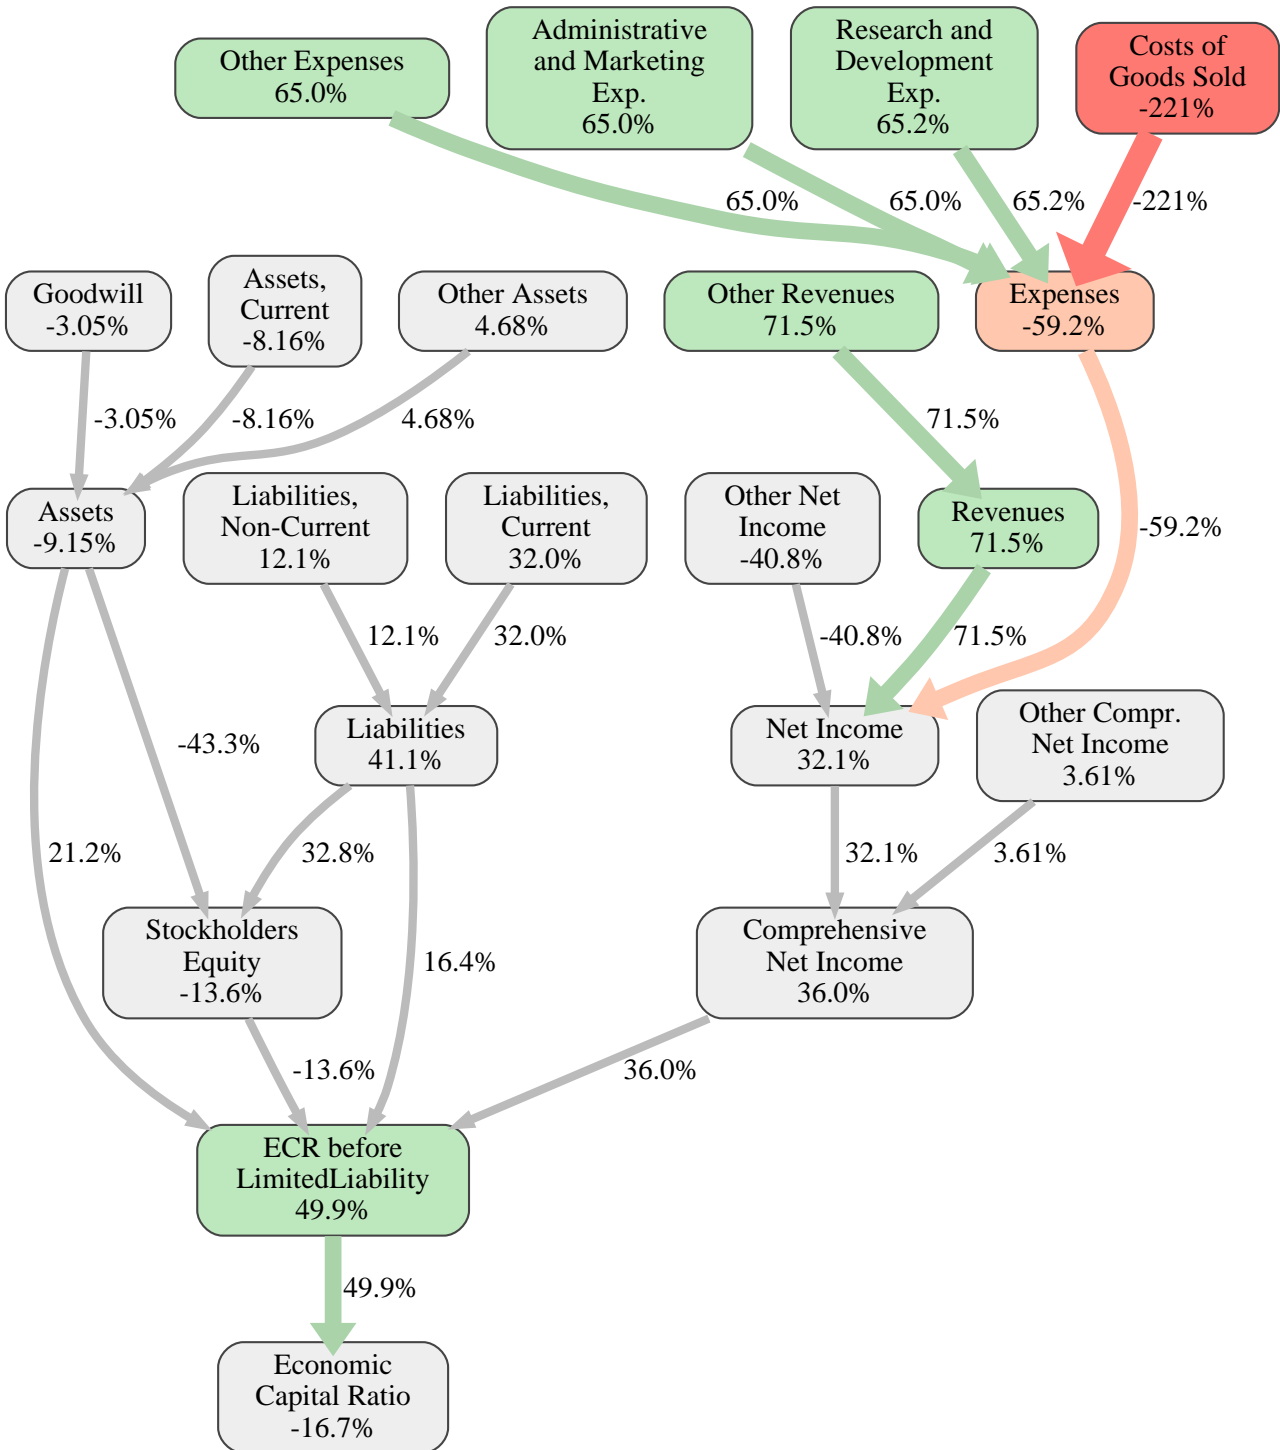 Other Expenses
65.0%
Administrative
and Marketing
Exp.
65.0%
Research and
Development
Exp.
65.2%
Costs of
Goods Sold
-221%
65.0%
65.0%
65.2%
-221%
Goodwill
-3.05%
Assets,
Current
-8.16%
Other Assets
4.68%
Other Revenues
71.5%
Expenses
-59.2%
-3.05%
-8.16%
4.68%
71.5%
-59.2%
Assets
-9.15%
Liabilities,
Non-Current
12.1%
Liabilities,
Current
32.0%
Other Net
Income
-40.8%
Revenues
71.5%
12.1%
32.0%
-40.8%
71.5%
-43.3%
Liabilities
41.1%
Net Income
32.1%
Other Compr.
Net Income
3.61%
21.2%
32.8%
32.1%
3.61%
Stockholders
Equity
-13.6%
16.4%
Comprehensive
Net Income
36.0%
-13.6%
36.0%
ECR before
LimitedLiability
49.9%
49.9%
Economic
Capital Ratio
-16.7%